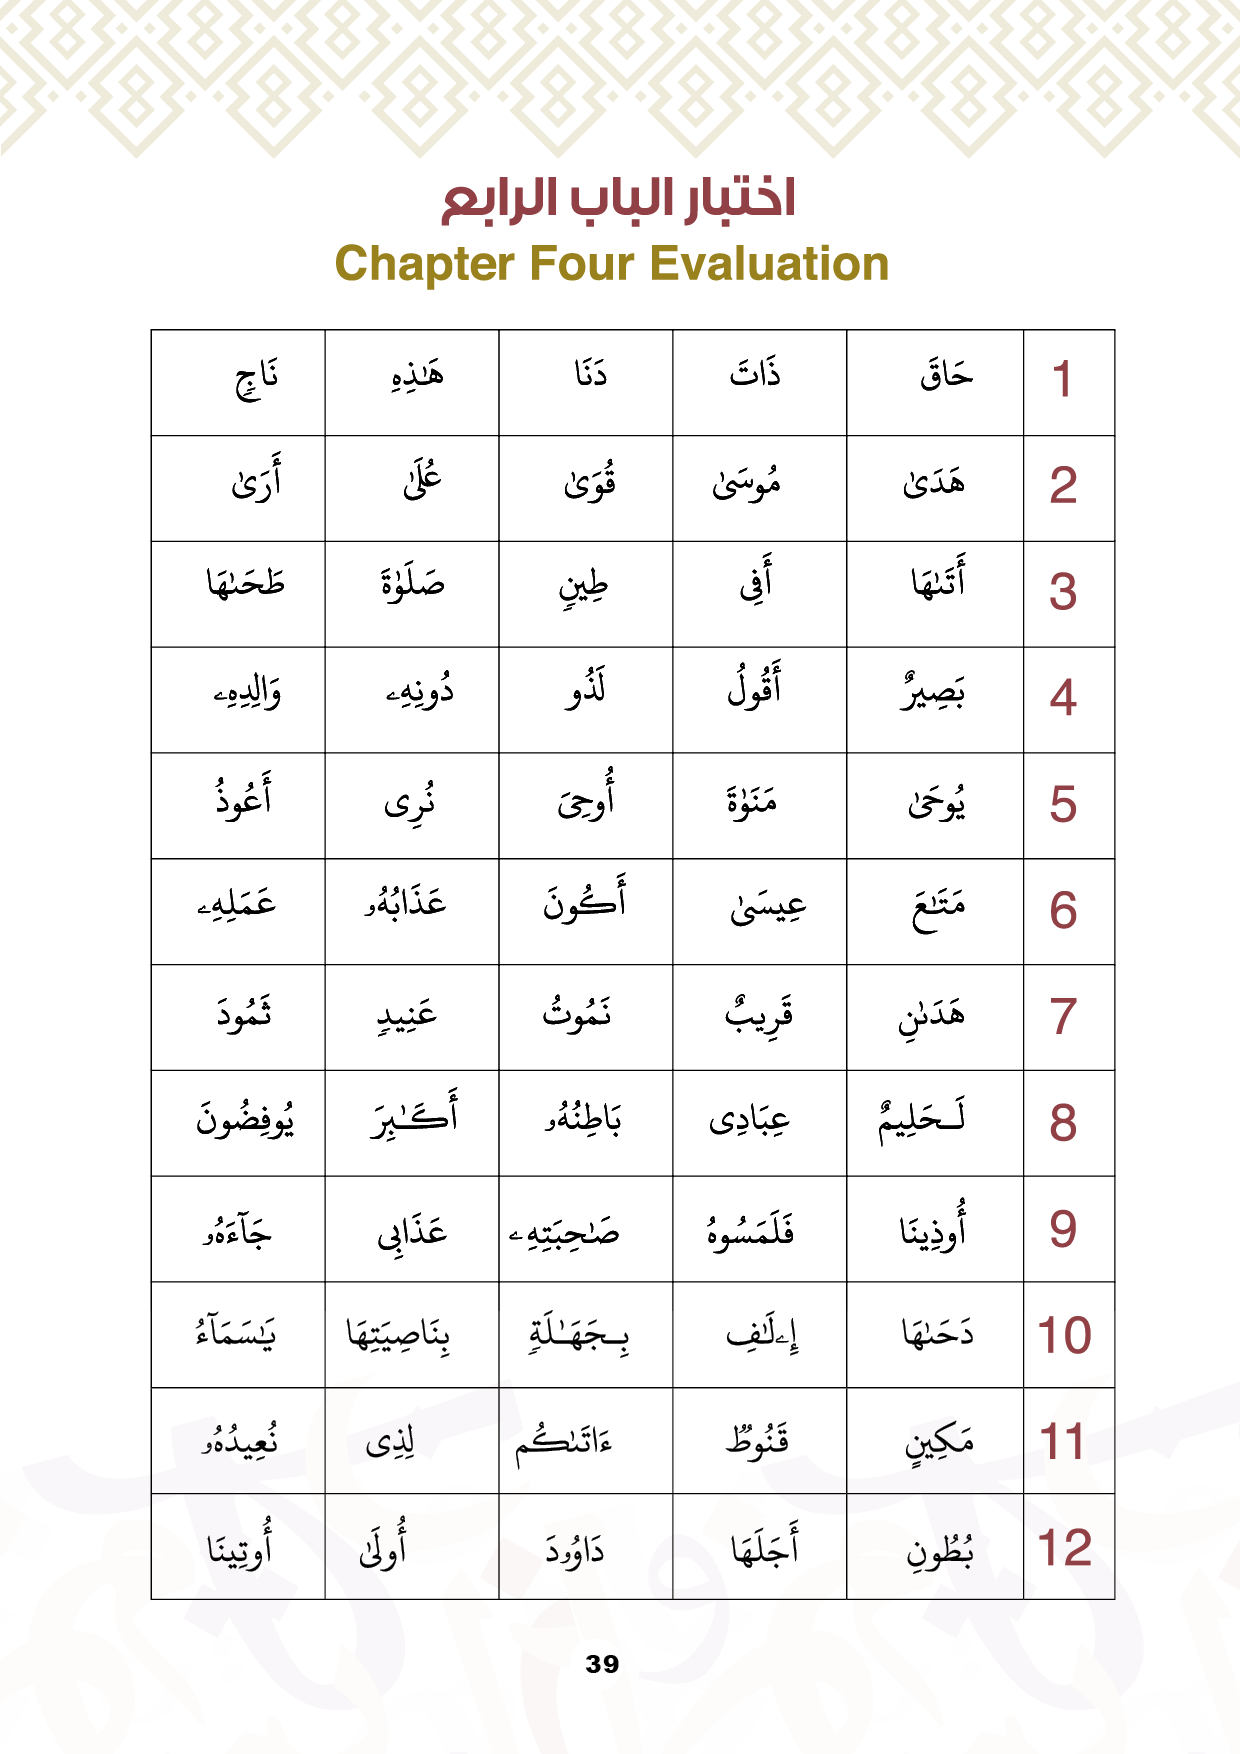 اختبار الباب الرابع
Chapter Four Evaluation
1 حَاقَ ذَاتَ دَنَا هَـٰذِهِ نَاجٖ
2 هَدَىٰ مُوسَىٰ قُوَىٰ عُلَىٰ أَرَىٰ
3 أَتَىٰهَا أَفِى طِينٖ صَلَوٰةَ طَحَىٰهَا
4 بَصِيرٌ أَقُولُ لَذُو دُونِهِۦ وَالِدِهِۦ
5 يُوحَىٰ مَنَوٰةَ أُوحِىَ نُرِى أَعُوذُ
6 مَتَـٰعَ عِيسَىٰ أَكُونَ عَذَابُهُۥ عَمَلِهِۦ
7 هَدَىٰنِ قَرِيبٌ نَمُوتُ عَنِيدٖ ثَمُودَ
8 لَـحَلِيمٌ عِبَادِى بَاطِنُهُۥ أَكَـٰبِرَ يُوفِضُونَ
9 أُوذِينَا فَلَمَسُوهُ صَـٰحِبَتِهِۦ عَذَابِى جَآءَهُۥ
10 دَحَىٰهَا إِۦلَـٰفِ بِـجَهَـٰلَةٖ بِنَاصِيَتِهَا يَـٰسَمَآءُ
11 مَكِينٍ قَنُوطٞ ءَاتَىٰكُم لِذِى نُعِيدُهُۥ
12 بُطُونِ أَجَلَهَا دَاوُۥدَ أُولَىٰ أُوتِينَا
39